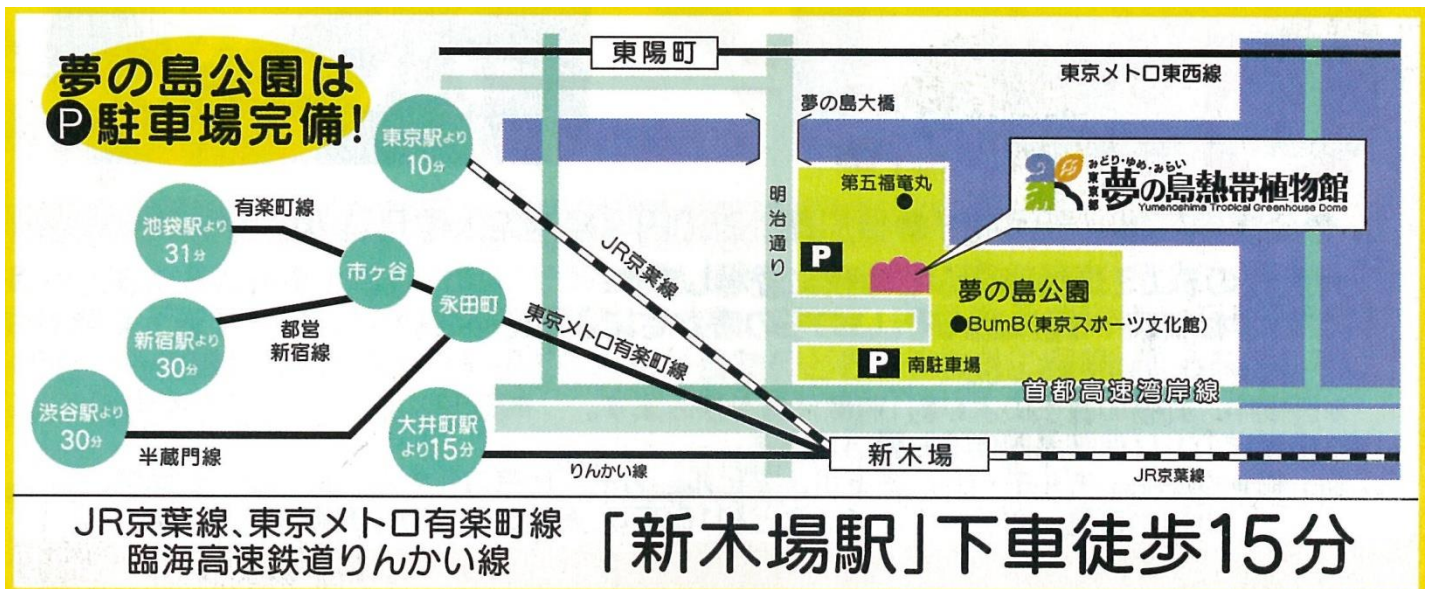 夢の島公園は
P駐車場完備!
東京駅より
10分
池袋駅より
31分
有楽町線
市ヶ谷
永田町
新宿駅より
30分
都営
新宿線
渋谷駅より
30分
半蔵門線
大井町駅
より15分
りんかい線
JR京葉線
東京メトロ有楽町線
東陽町
東京メトロ東西線
夢の島大橋
明治通り
第五福竜丸
P
みどり・ゆめ・みらい
東京都
夢の島熱帯植物館
Yumenoshima Tropical Greenhouse Dome
夢の島公園
●BumB(東京スポーツ文化館)
P 南駐車場
首都高速湾岸線
新木場
JR京葉線
JR京葉線、東京メトロ有楽町線
臨海高速鉄道りんかい線
「新木場駅」下車徒歩15分